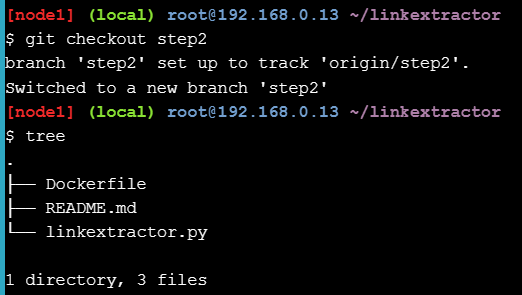 [node1] (local) root@192.168.0.13 ~/linkextractor
$ git checkout step2
branch 'step2' set up to track 'origin/step2'.
Switched to a new branch 'step2'
[node1] (local) root@192.168.0.13 ~/linkextractor
$ tree
.
├── Dockerfile
├── README.md
└── linkextractor.py
1 directory, 3 files